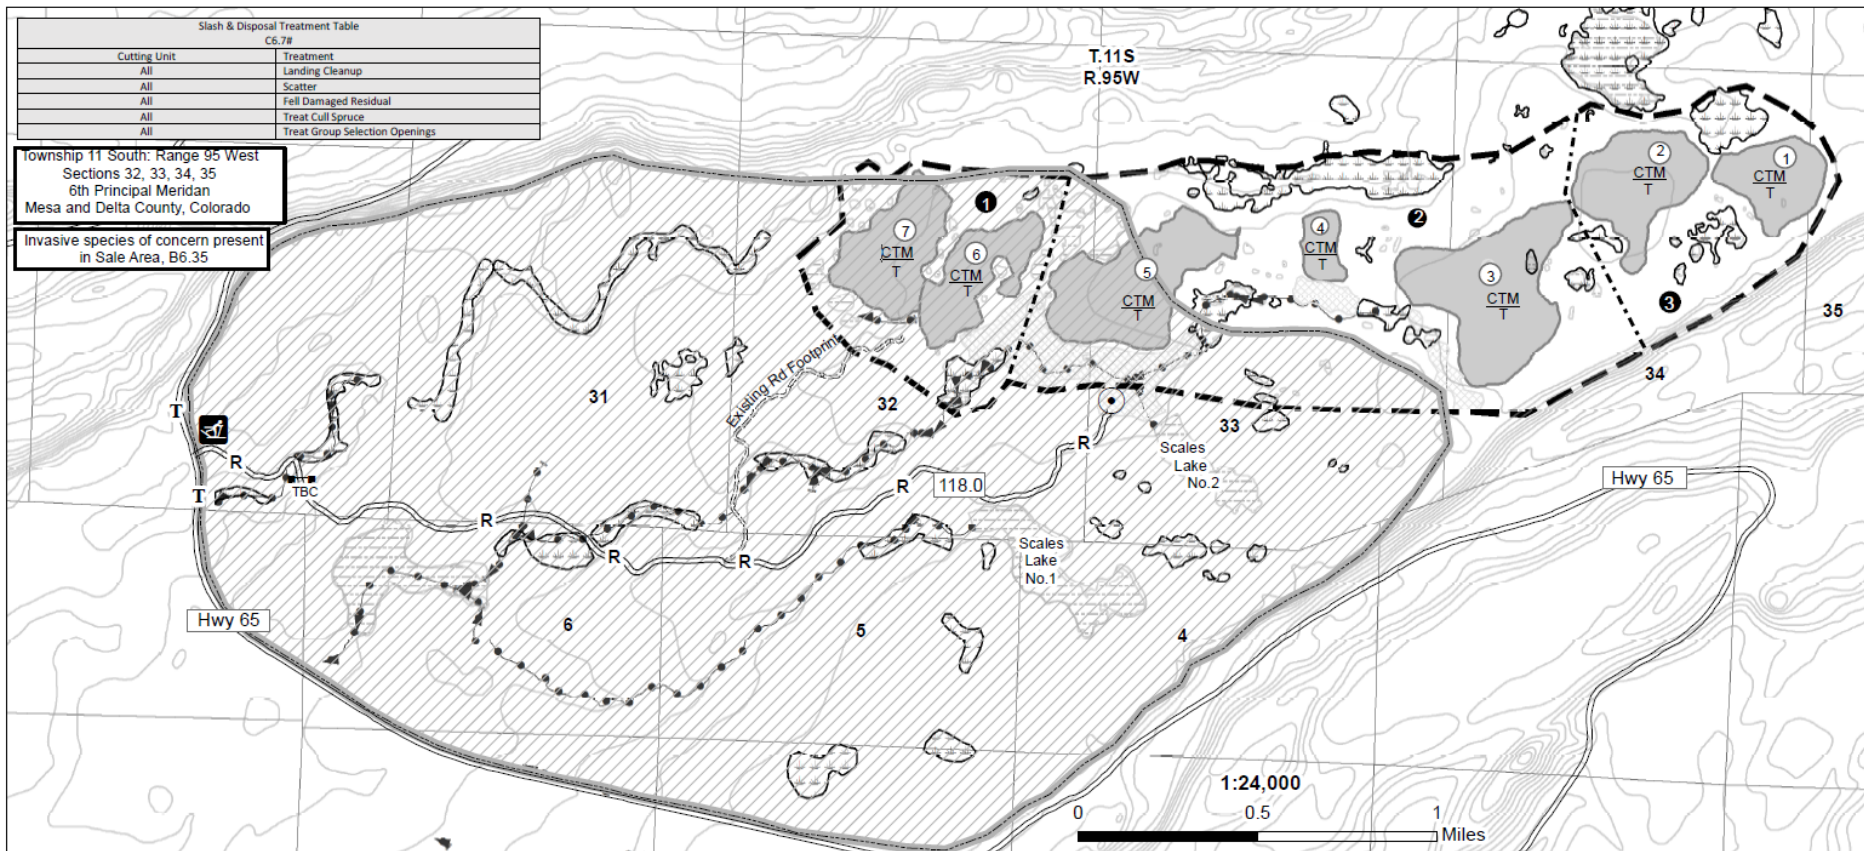 Slash & Disposal Treatment Table
C6.7#
Cutting Unit Treatment
All Landing Cleanup
All Scatter
All Fell Damaged Residual
All Treat Cull Spruce
All Treat Group Selection Openings
Township 11 South: Range 95 West
Sections 32, 33, 34, 35
6th Principal Meridan
Mesa and Delta County, Colorado
Invasive species of concern present
in Sale Area, B6.35
T.11S
R.95W
2
CTM
T
1
CTM
T
1
7
CTM
T
6
CTM
T
5
CTM
T
4
CTM
T
2
3
CTM
T
3
35
34
31
32
33
Existing Rd Footprint
T
R
T
TBC
R
R
R
R
R
118.0
Scales
Lake
No.2
Hwy 65
Scales
Lake
No.1
Hwy 65
6
5
4
1:24,000
0 0.5 1
Miles